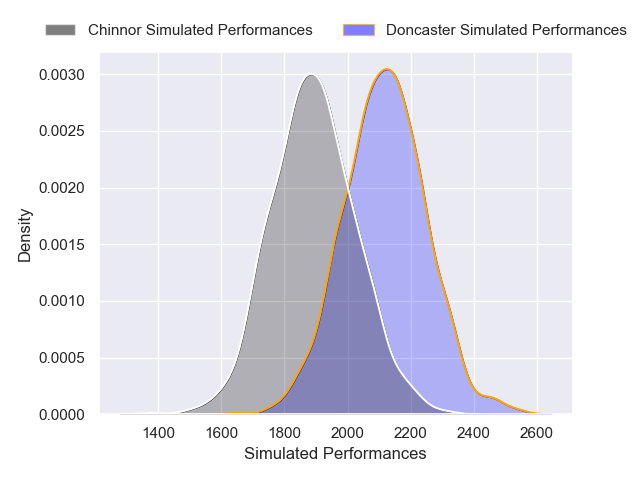 Chinnor Simulated Performances
Doncaster Simulated Performances
0.0030
0.0025
0.0020
0.0015
0.0010
0.0005
0.0000
Density
1400 1600 1800 2000 2200 2400 2600
Simulated Performances